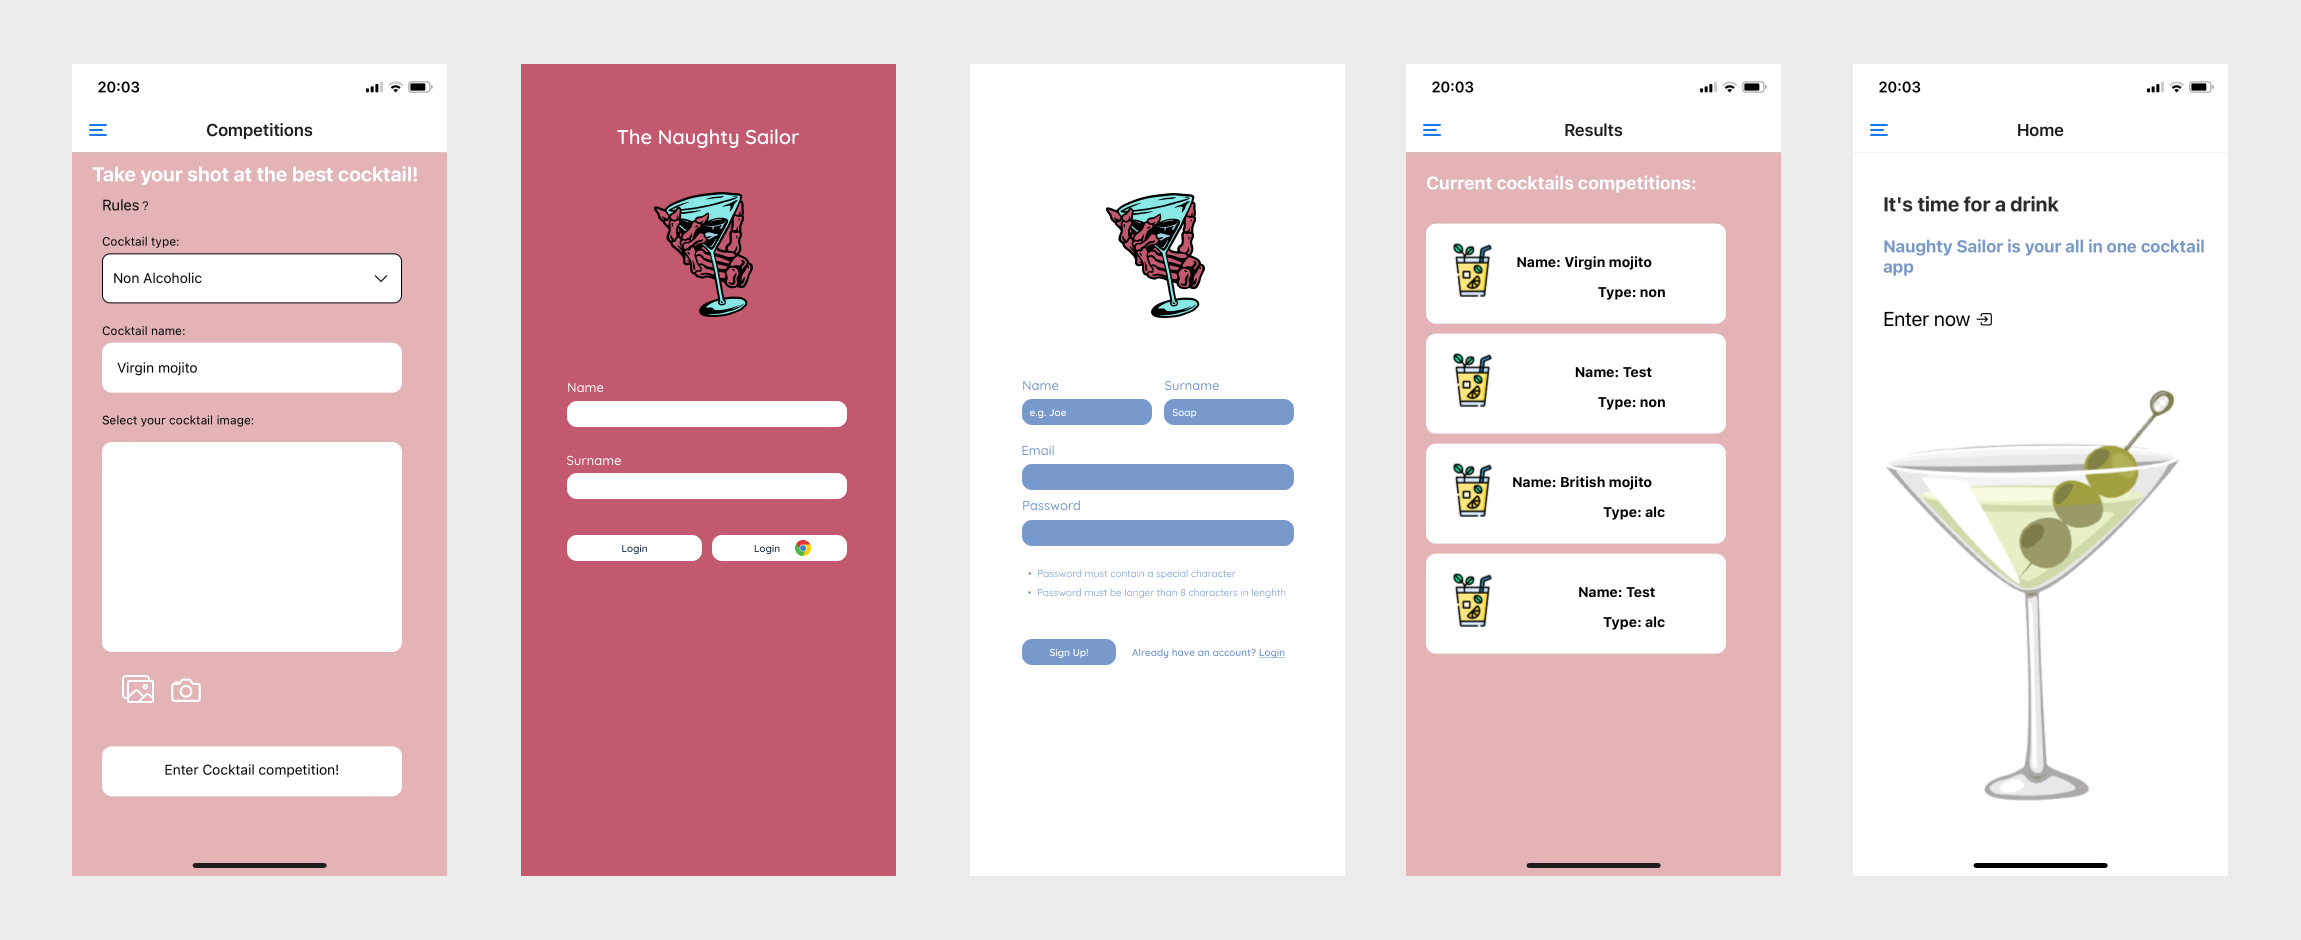 20:03
Competitions
Take your shot at the best cocktail!
Rules ?
Cocktail type:
Non Alcoholic
Cocktail name:
Virgin mojito
Select your cocktail image:
Enter Cocktail competition!
The Naughty Sailor
Name
Surname
Login
Login
Name
Surname
e.g. Joe
Soap
Email
Password
• Password must contain a special character
• Password must be longer than 8 characters in lenghth
Sign Up!
Already have an account? Login
20:03
Results
Current cocktails competitions:
Name: Virgin mojito
Type: non
Name: Test
Type: non
Name: British mojito
Type: alc
Name: Test
Type: alc
20:03
Home
It's time for a drink
Naughty Sailor is your all in one cocktail
app
Enter now